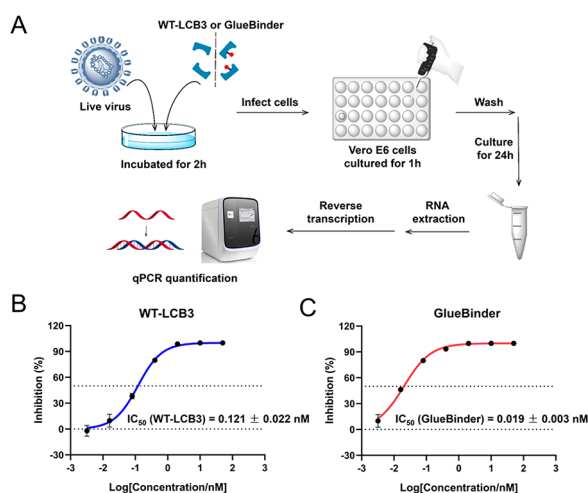 A
WT-LCB3 or GlueBinder
Live virus
Incubated for 2h
Infect cells
Vero E6 cells
cultured for 1h
Wash
Culture
for 24h
RNA
extraction
Reverse
transcription
qPCR quantification
B
WT-LCB3
Inhibition (%)
120
90
60
30
0
-30
IC50 (WT-LCB3) = 0.121 ± 0.022 nM
-3 -2 -1 0 1 2 3
Log[Concentration/nM]
C
GlueBinder
Inhibition (%)
120
90
60
30
0
-30
IC50 (GlueBinder) = 0.019 ± 0.003 nM
-3 -2 -1 0 1 2 3
Log[Concentration/nM]